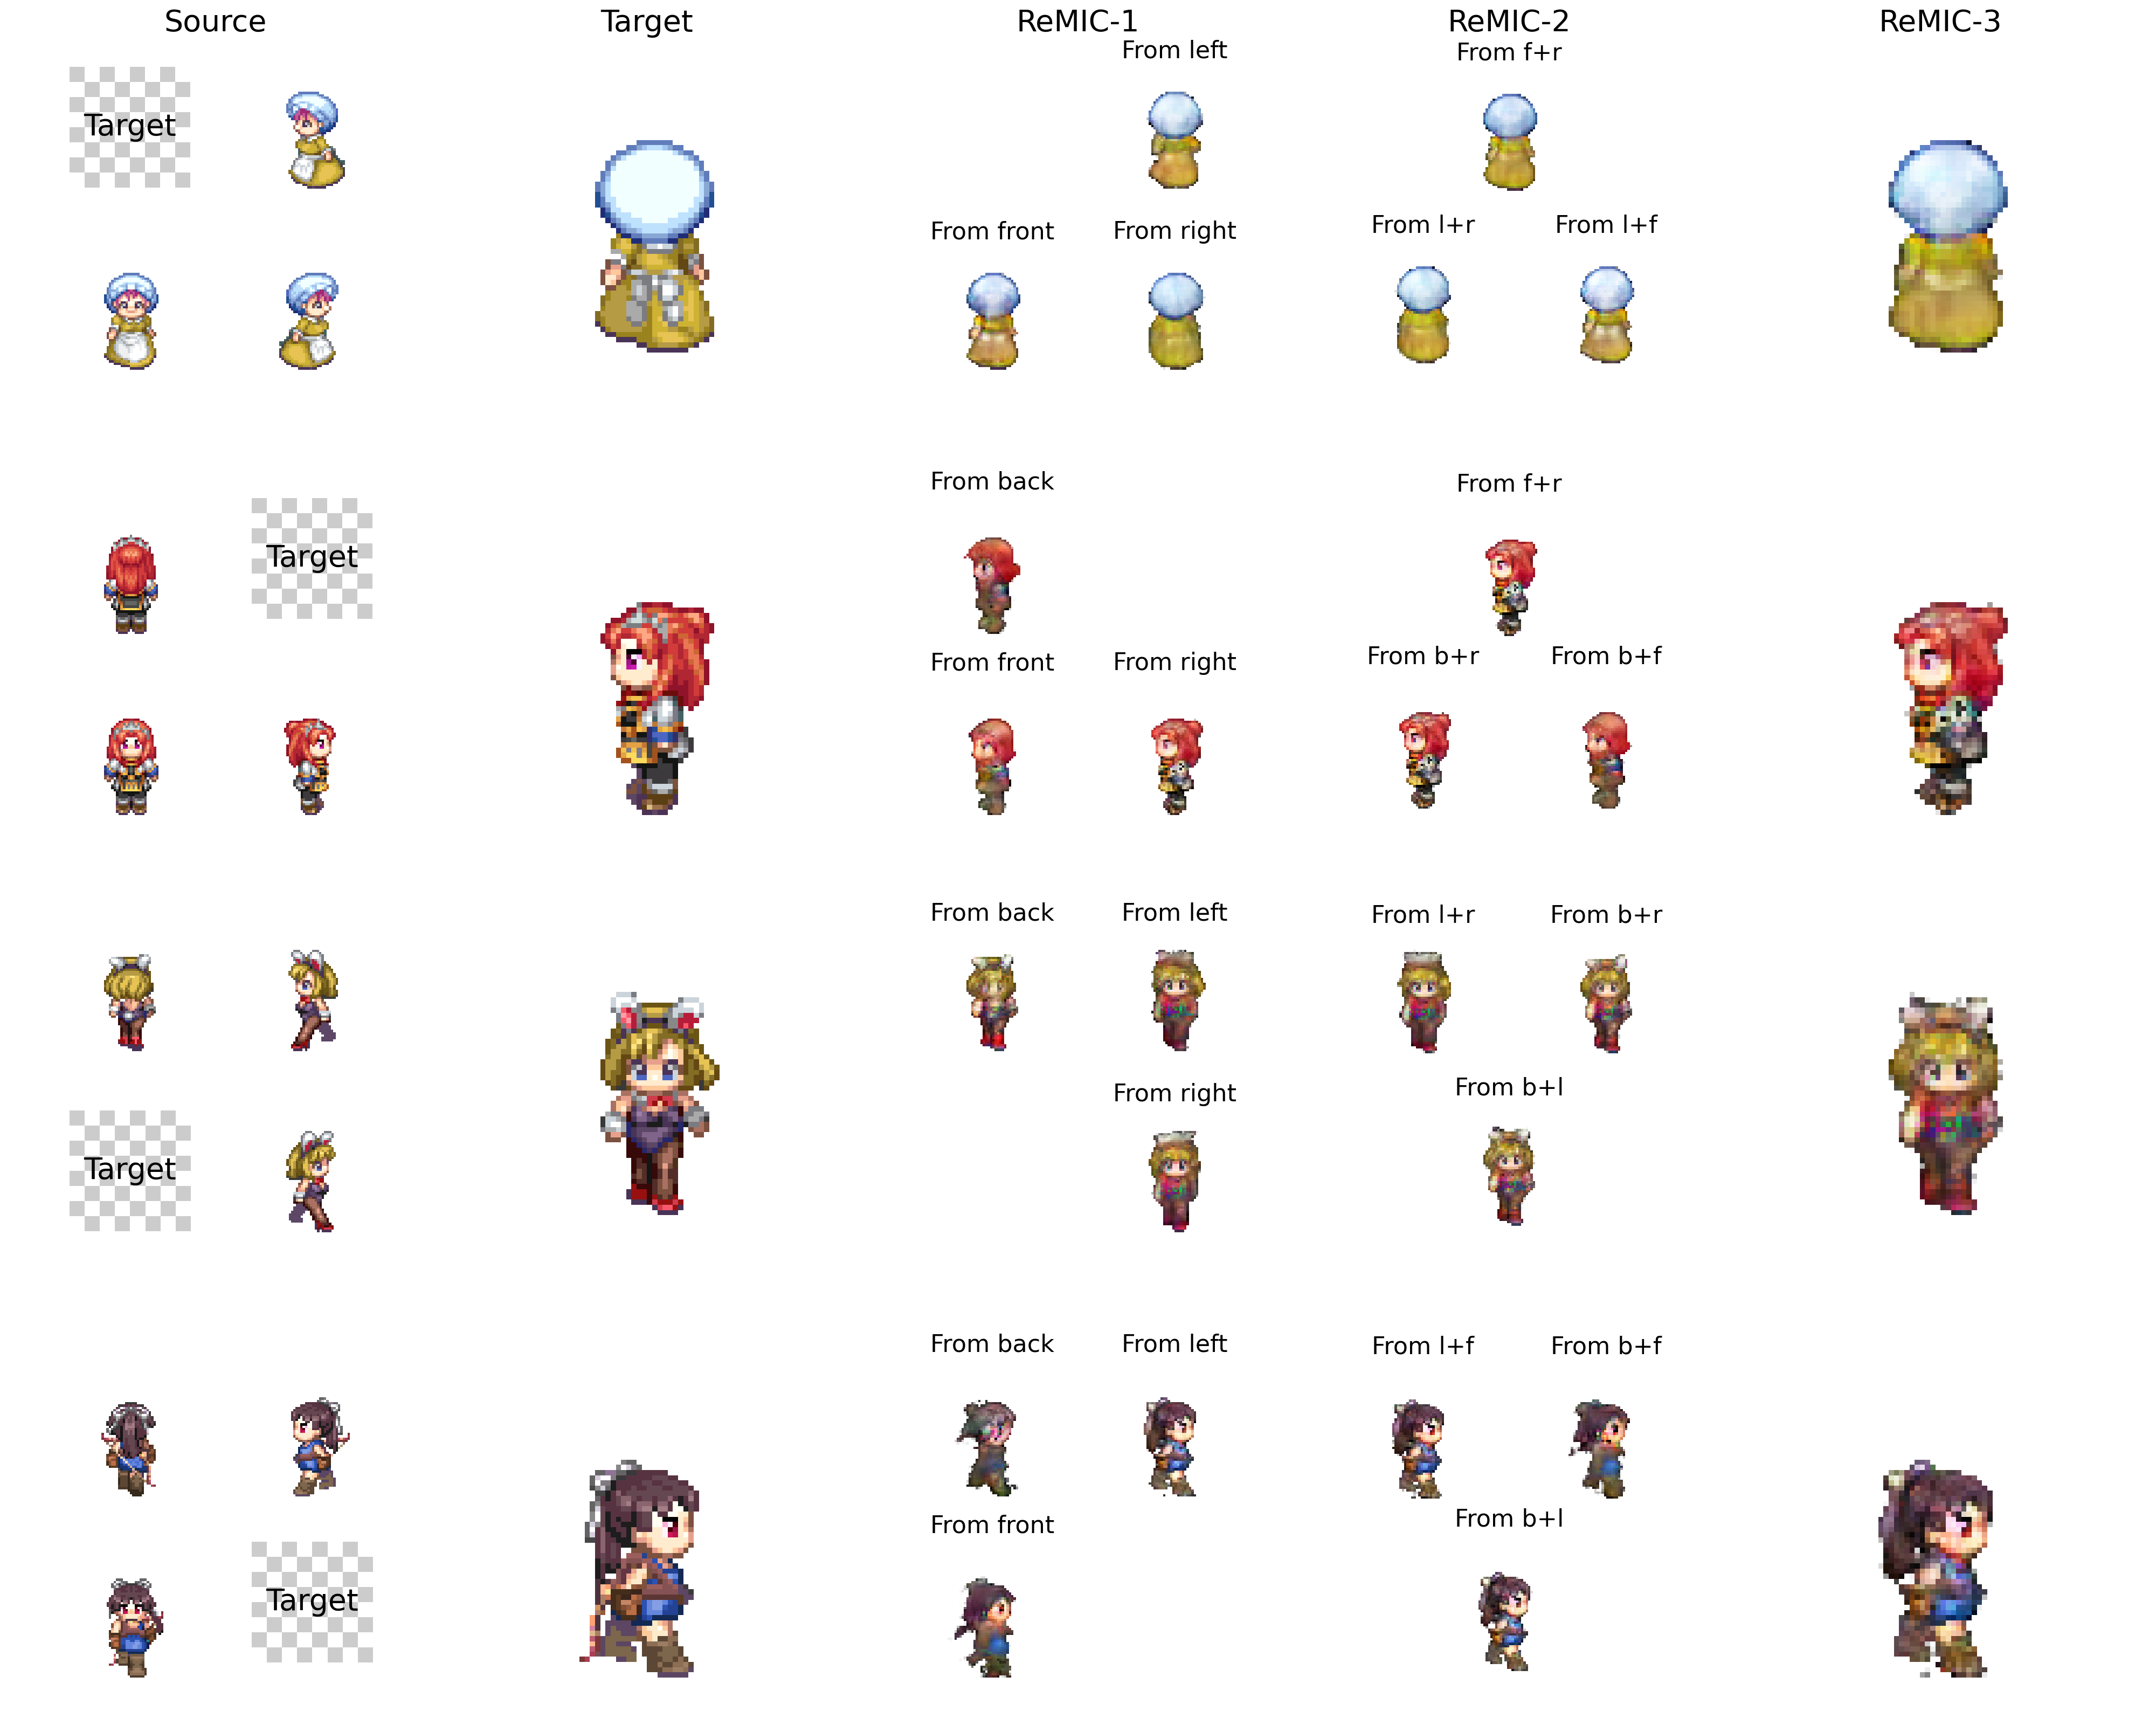 Source Target ReMIC-1 ReMIC-2 ReMIC-3
From left From f+r
Target
From l+r From l+f
From front From right
From back From f+r
Target
From front From right From b+r From b+f
From back From left From l+r From b+r
From right From b+l
Target
From back From left From l+f From b+f
From front From b+l
Target